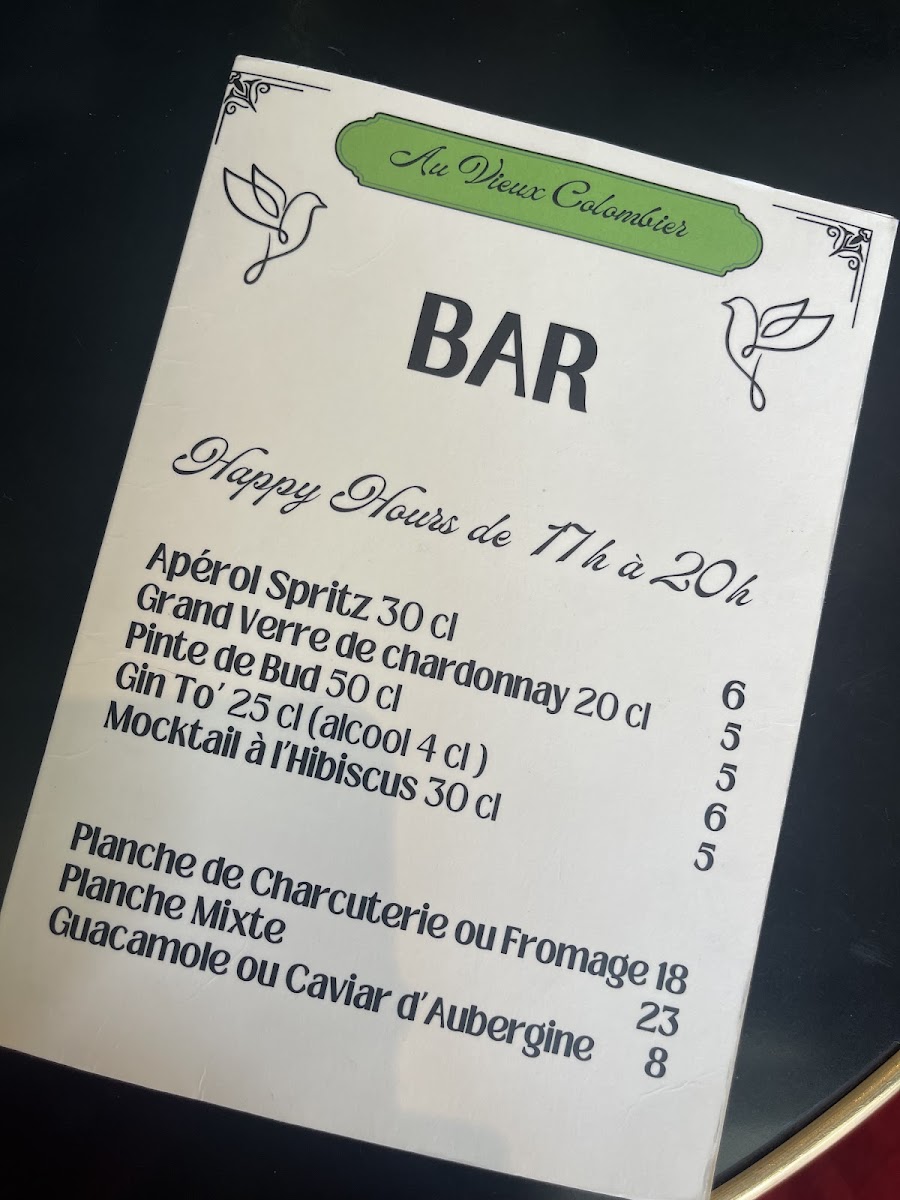 Au Vieux Colombier
BAR
Happy Hours de 17h à 20h
Apérol Spritz 30 cl 6
Grand Verre de chardonnay 20 cl 5
Pinte de Bud 50 cl 5
Gin To' 25 cl (alcool 4 cl ) 6
Mocktail à l'Hibiscus 30 cl 5
Planche de Charcuterie ou Fromage 18
Planche Mixte 23
Guacamole ou Caviar d'Aubergine 8